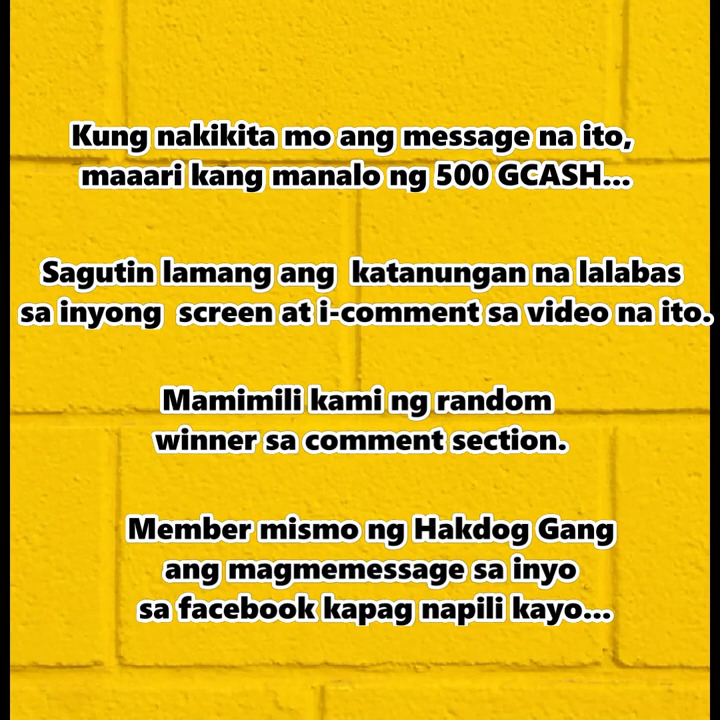 Kung nakikita mo ang message na ito,
maaari kang manalo ng 500 GCASH...
Sagutin lamang ang katanungan na lalabas
sa inyong screen at i-comment sa video na ito.
Mamimili kami ng random
winner sa comment section.
Member mismo ng Hakdog Gang
ang magmemessage sa inyo
sa facebook kapag napili kayo...